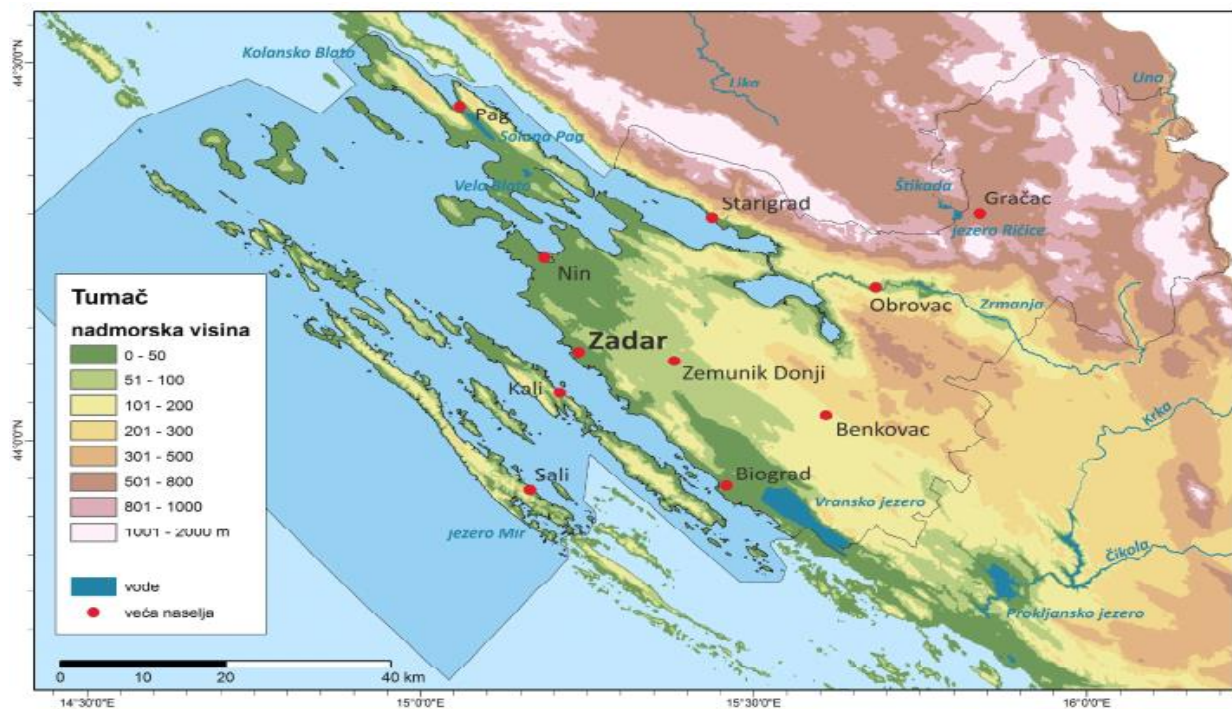 Kolansko Blato
Pag
Solana Pag
Vela Blato
Lika
Una
Štikada
Gračac
jezero Ričice
Starigrad
Nin
Obrovac
Zrmanja
Zadar
Zemunik Donji
Kali
Benkovac
Krka
Sali
Biograd
Vransko jezero
jezero Mir
Čikola
Prokljansko jezero
Tumač
nadmorska visina
0 - 50
51 - 100
101 - 200
201 - 300
301 - 500
501 - 800
801 - 1000
1001 - 2000 m
vode
veća naselja
0 10 20 40 km
44°30'0"N
44°0'0"N
14°30'0"E
15°0'0"E
15°30'0"E
16°0'0"E